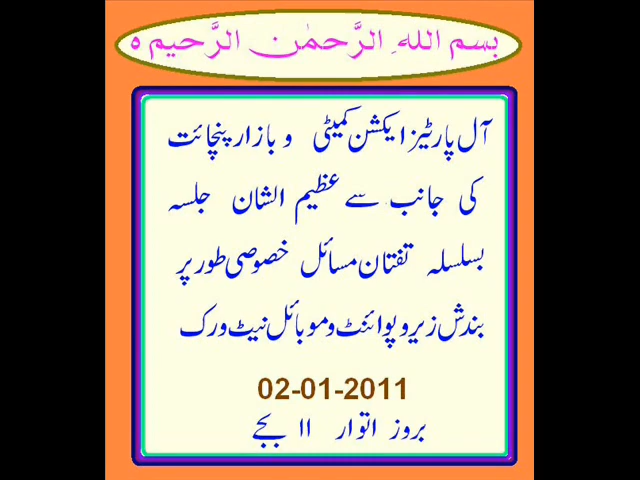 بسم اللہِ الرَّحمٰن الرَّحیم ہ
آل پارٹیز ایکشن کمیٹی و بازار پنچائت
کی جانب سے عظیم الشان جلسہ
بسلسلہ تفتان مسائل خصوصی طور پر
بندش زیرو پوائنٹ و موبائل نیٹ ورک
02-01-2011
بروز اتوار ۱۱ بجے